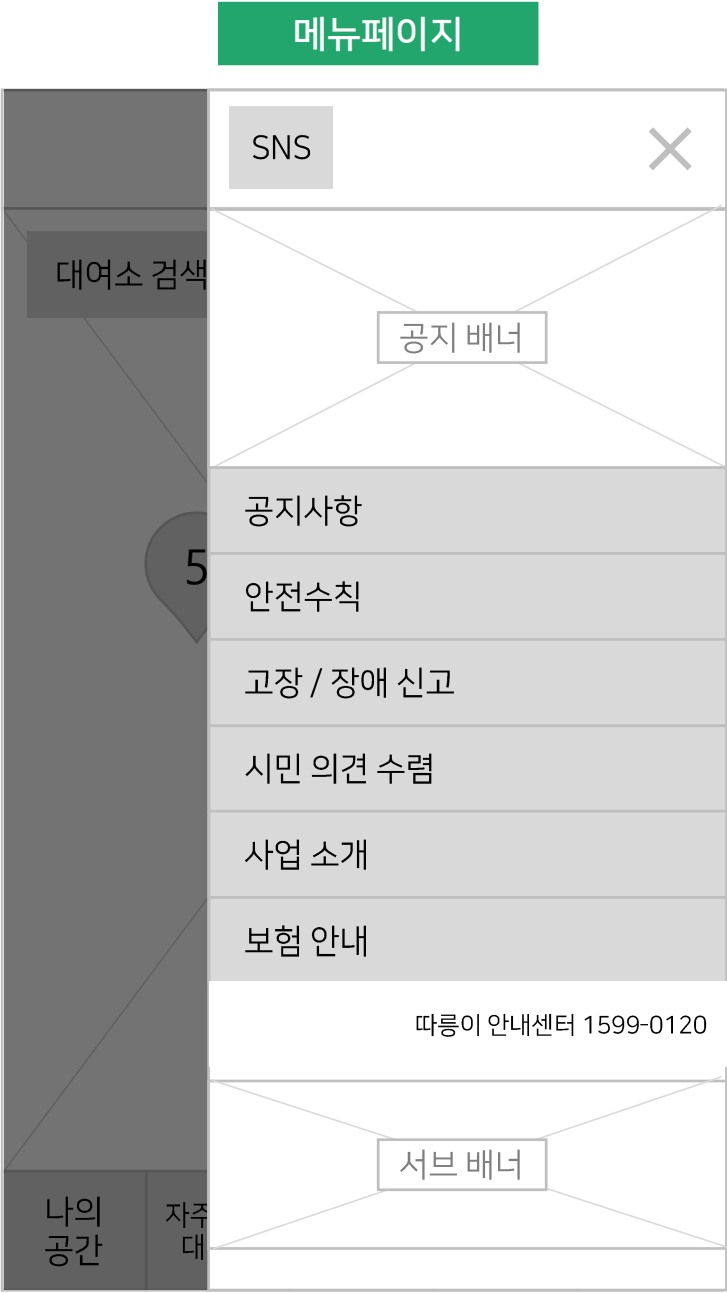 메뉴페이지
SNS
대여소 검색
공지 배너
공지사항
안전수칙
5
고장 / 장애 신고
시민 의견 수렴
사업 소개
보험 안내
따릉이 안내센터 1599-0120
서브 배너
나의
공간
자주
대